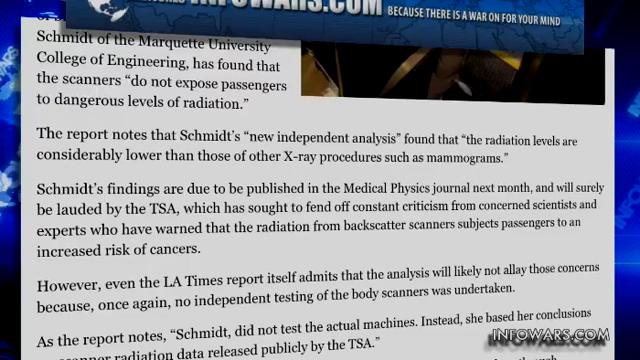 INFOWARS.COM
BECAUSE THERE IS A WAR ON FOR YOUR MIND
Schmidt of the Marquette University
College of Engineering, has found that
the scanners “do not expose passengers
to dangerous levels of radiation.”
The report notes that Schmidt’s “new independent analysis” found that “the radiation levels are
considerably lower than those of other X-ray procedures such as mammograms.”
Schmidt’s findings are due to be published in the Medical Physics journal next month, and will surely
be lauded by the TSA, which has sought to fend off constant criticism from concerned scientists and
experts who have warned that the radiation from backscatter scanners subjects passengers to an
increased risk of cancers.
However, even the LA Times report itself admits that the analysis will likely not allay those concerns
because, once again, no independent testing of the body scanners was undertaken.
As the report notes, “Schmidt, did not test the actual machines. Instead, she based her conclusions
scanner radiation data released publicly by the TSA.”
INFOWARS.COM
INFOWARS